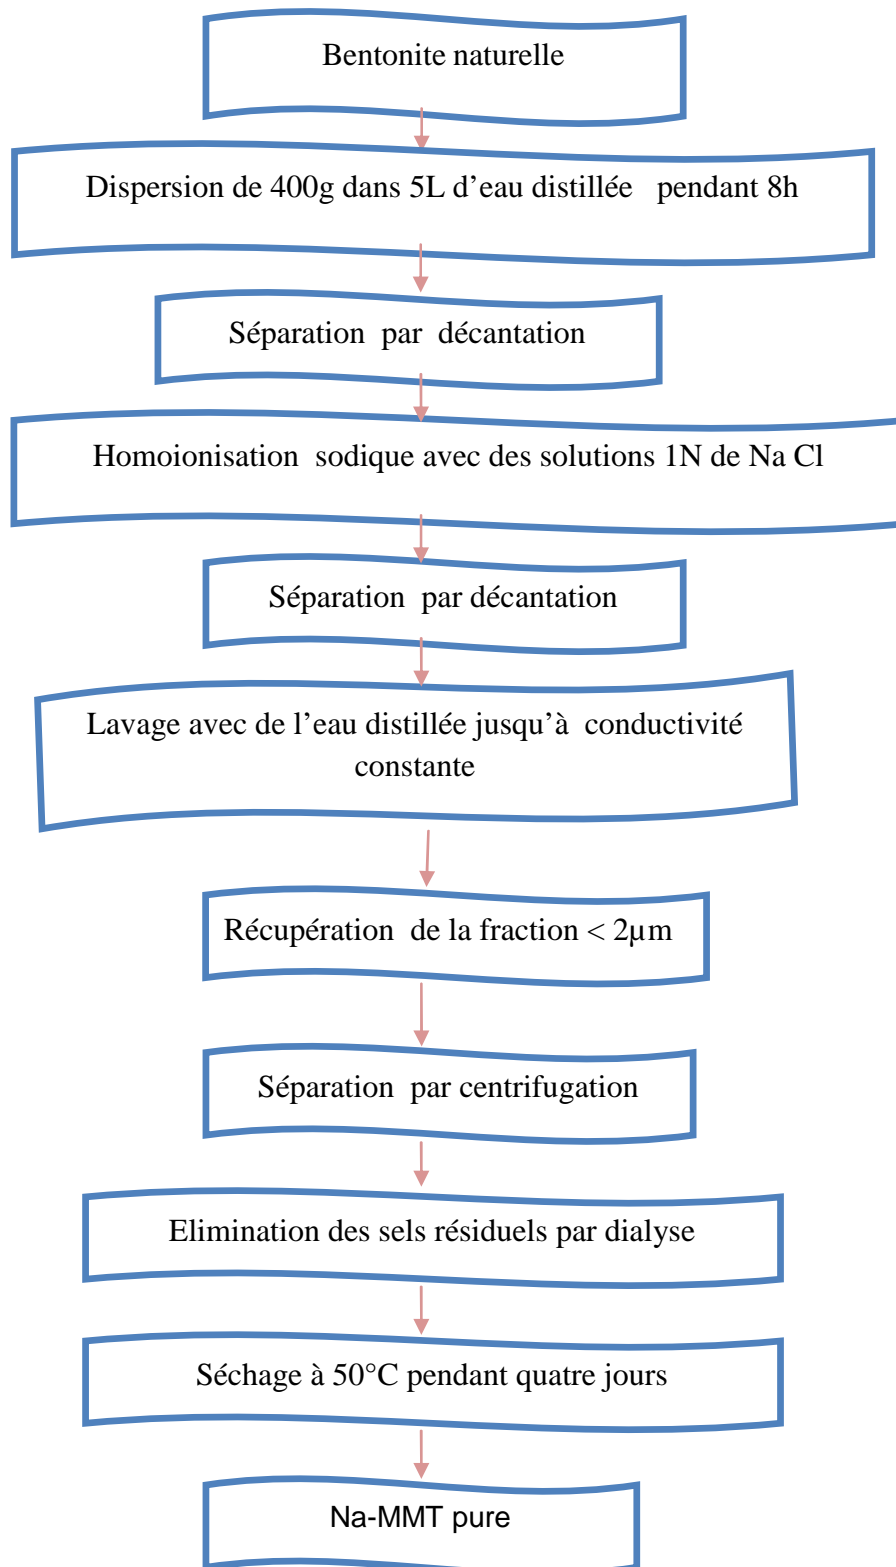 Bentonite naturelle
Dispersion de 400g dans 5L d’eau distillée pendant 8h
Séparation par décantation
Homoionisation sodique avec des solutions 1N de Na Cl
Séparation par décantation
Lavage avec de l’eau distillée jusqu’à conductivité
constante
Récupération de la fraction < 2µm
Séparation par centrifugation
Elimination des sels résiduels par dialyse
Séchage à 50°C pendant quatre jours
Na-MMT pure